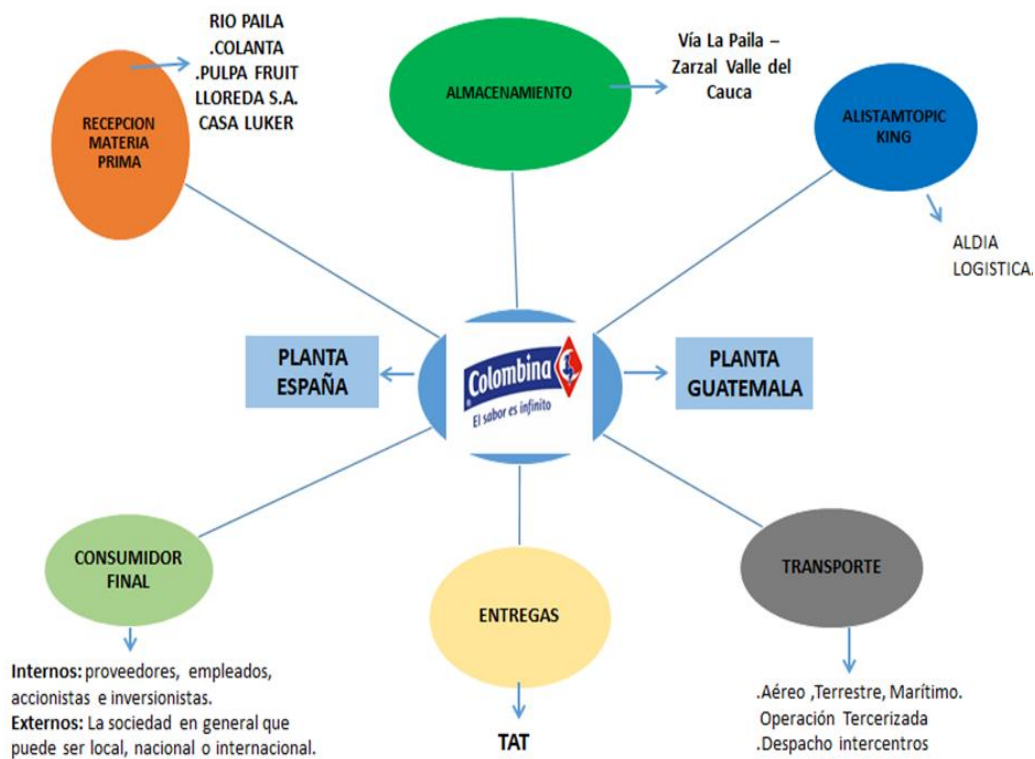 RECEPCION
MATERIA
PRIMA
RIO PAILA
.COLANTA
.PULPA FRUIT
LLOREDA S.A.
CASA LUKER
ALMACENAMIENTO
Vía La Paila –
Zarzal Valle del
Cauca
ALISTAMTOPIC
KING
ALDIA
LOGISTICA.
PLANTA
ESPAÑA
Colombina
®
El sabor es infinito
PLANTA
GUATEMALA
CONSUMIDOR
FINAL
Internos: proveedores, empleados,
accionistas e inversionistas.
Externos: La sociedad en general que
puede ser local, nacional o internacional.
ENTREGAS
TAT
TRANSPORTE
.Aéreo ,Terrestre, Marítimo.
Operación Tercerizada
.Despacho intercentros